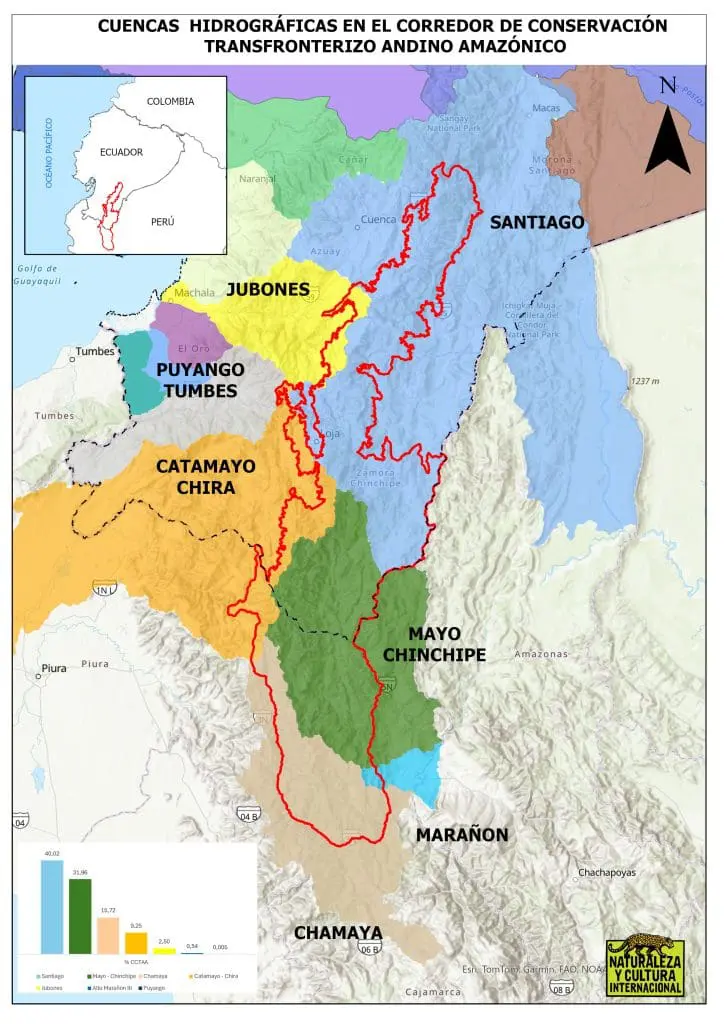 CUENCAS HIDROGRÁFICAS EN EL CORREDOR DE CONSERVACIÓN
TRANSFRONTERIZO ANDINO AMAZÓNICO
COLOMBIA
OCÉANO PACÍFICO
ECUADOR
PERÚ
N
Macas
Sangay
National Park
Morona
Santiago
Cañar
Naranjal
Cuenca
SANTIAGO
Azuay
Golfo de
Guayaquil
JUBONES
Machala
Ichigkat Muja
Cordillera del
Condor
National Park
El Oro
Tumbes
PUYANGO
TUMBES
1237 m
Tumbes
Loja
CATAMAYO
CHIRA
Zamora
Chinchipe
1N
MAYO
CHINCHIPE
Amazonas
Piura
Piura
5N
04 B
04
MARAÑON
Chachapoyas
CHAMAYA
06 B
Esri, TomTom, Garmin, FAO, NOAA
Cajamarca
08 B
40,02
31,96
15,72
9,25
2,50
0,54
0,005
% CCTAA
Santiago
Mayo - Chinchipe
Chamaya
Catamayo - Chira
Jubones
Alto Marañón III
Puyango
NATURALEZA
Y CULTURA
INTERNACIONAL